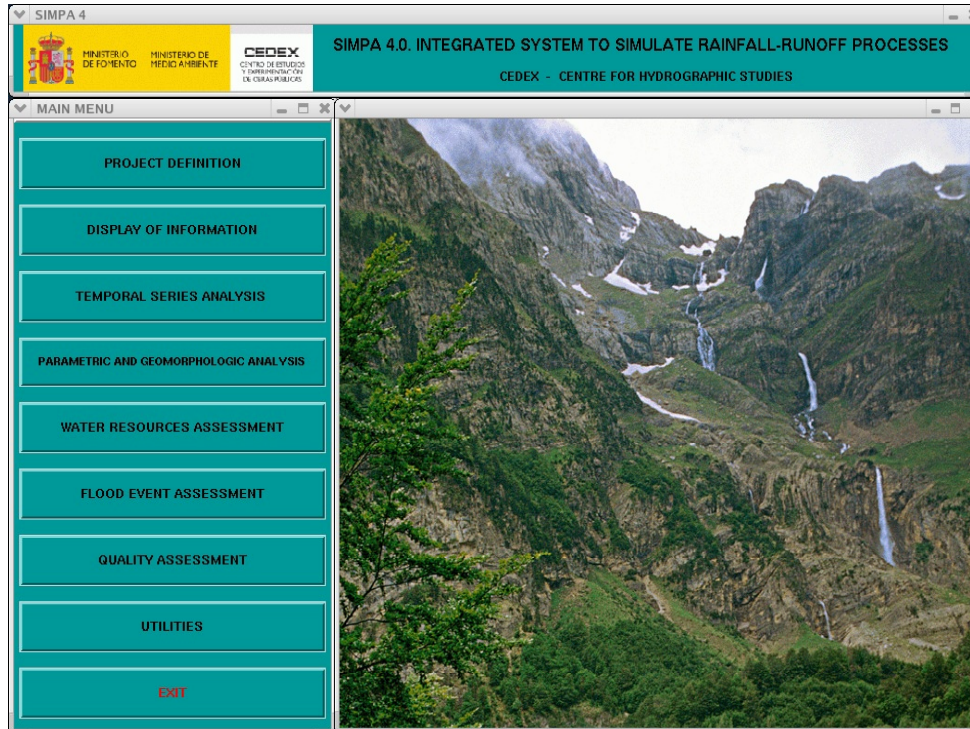 SIMPA 4
MINISTERIO
DE FOMENTO
MINISTERIO DE
MEDIO AMBIENTE
CEDEX
CENTRO DE ESTUDIOS
Y EXPERIMENTACIÓN
DE OBRAS PÚBLICAS
SIMPA 4.0. INTEGRATED SYSTEM TO SIMULATE RAINFALL-RUNOFF PROCESSES
CEDEX - CENTRE FOR HYDROGRAPHIC STUDIES
MAIN MENU
PROJECT DEFINITION
DISPLAY OF INFORMATION
TEMPORAL SERIES ANALYSIS
PARAMETRIC AND GEOMORPHOLOGIC ANALYSIS
WATER RESOURCES ASSESSMENT
FLOOD EVENT ASSESSMENT
QUALITY ASSESSMENT
UTILITIES
EXIT